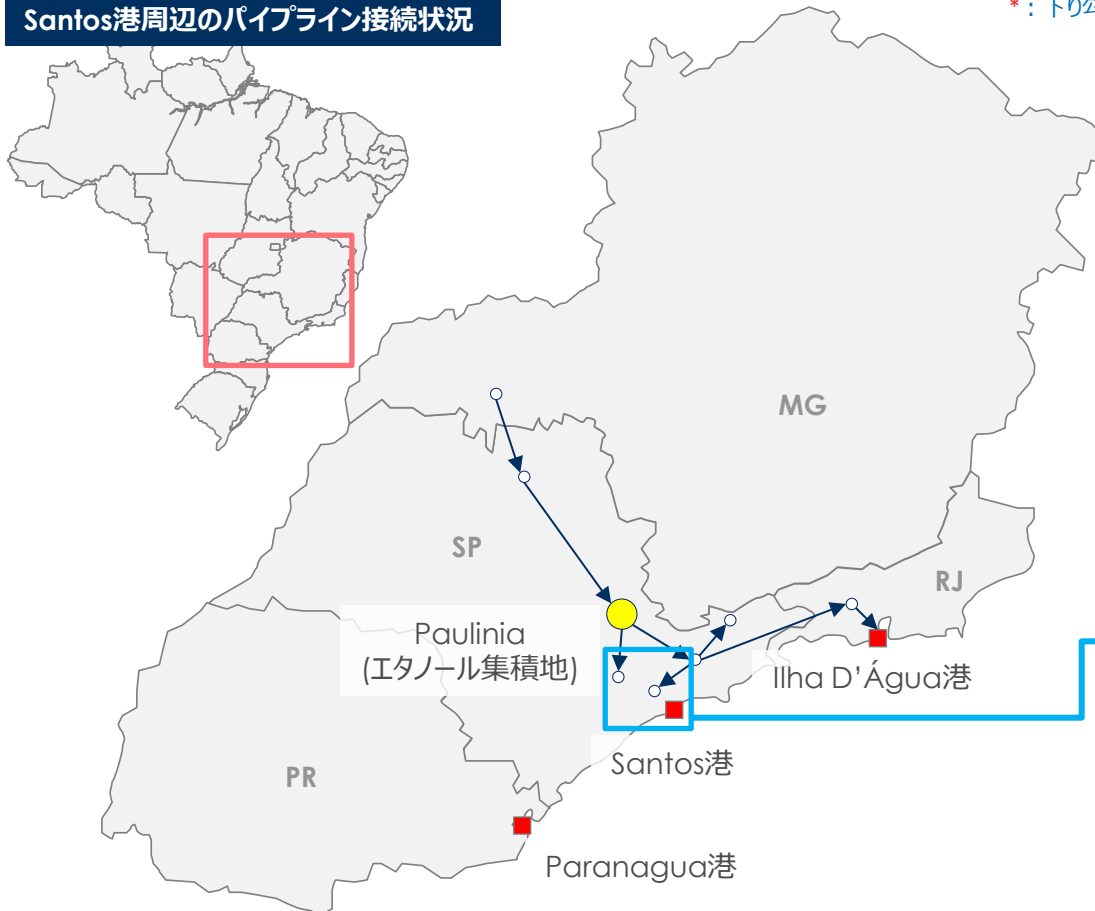 Santos港周辺のパイプライン接続状況
*：下り
MG
SP
RJ
Paulinia
(エタノール集積地)
Ilha D’Água港
Santos港
PR
Paranagua港